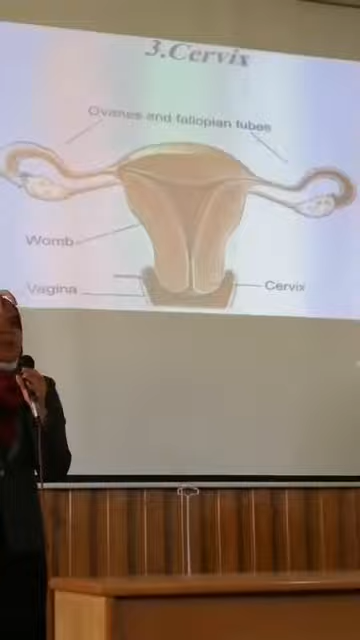 3.Cervix
Ovaries and fallopian tubes
Womb
Vagina
Cervix